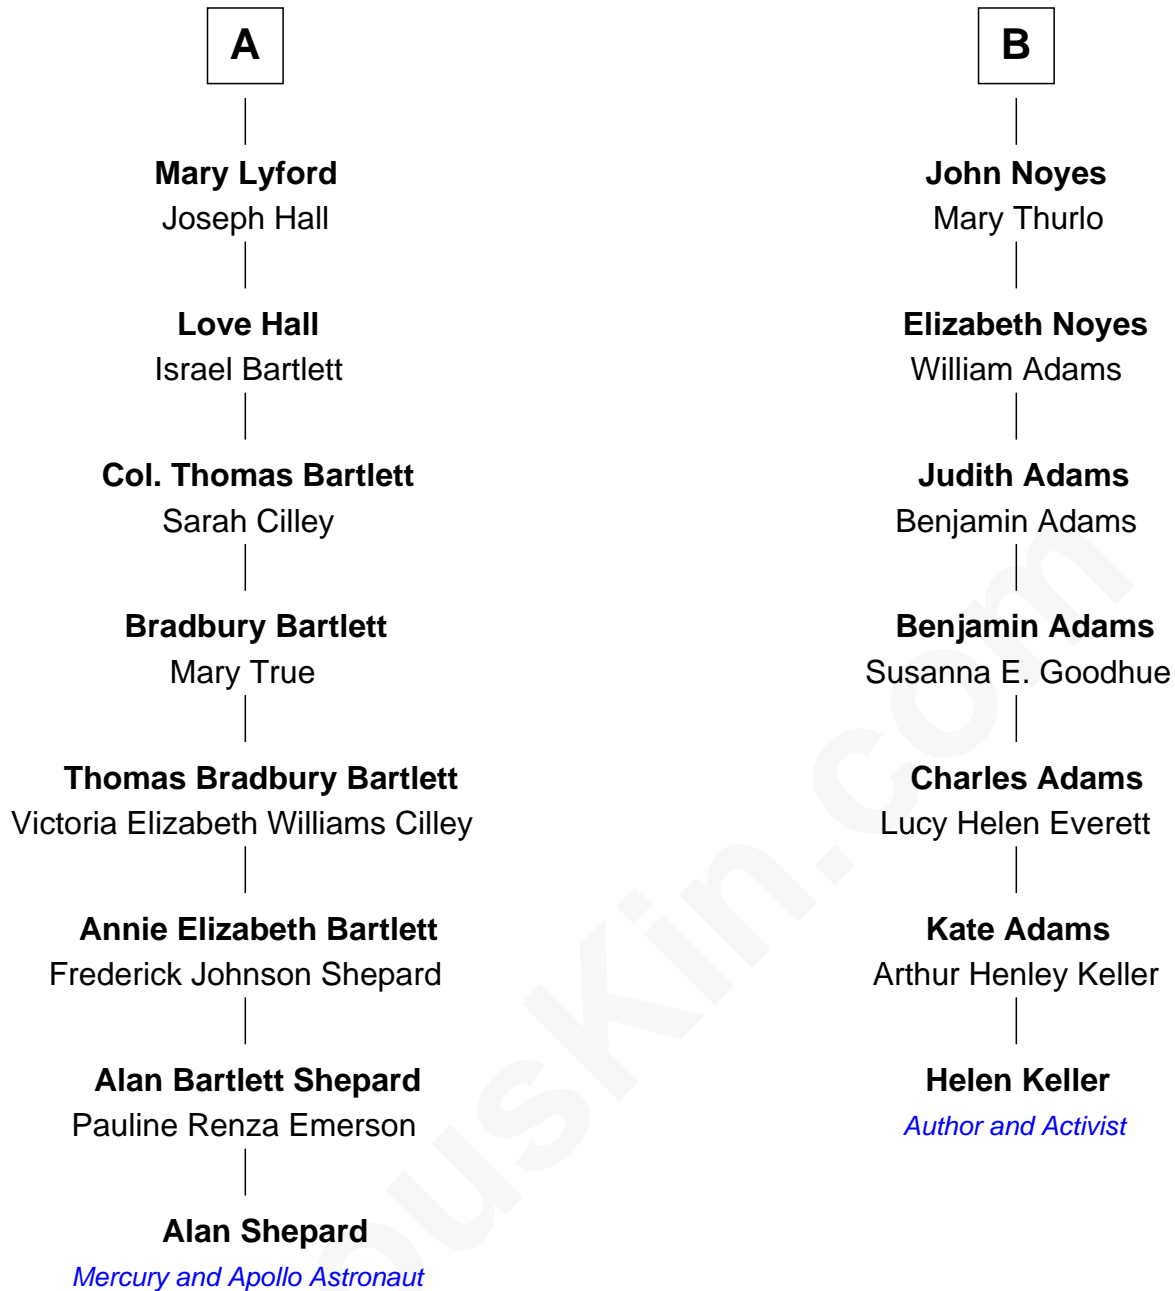 A
Mary Lyford
Joseph Hall
Love Hall
Israel Bartlett
Col. Thomas Bartlett
Sarah Cilley
Bradbury Bartlett
Mary True
Thomas Bradbury Bartlett
Victoria Elizabeth Williams Cilley
Annie Elizabeth Bartlett
Frederick Johnson Shepard
Alan Bartlett Shepard
Pauline Renza Emerson
Alan Shepard
Mercury and Apollo Astronaut
B
John Noyes
Mary Thurlo
Elizabeth Noyes
William Adams
Judith Adams
Benjamin Adams
Benjamin Adams
Susanna E. Goodhue
Charles Adams
Lucy Helen Everett
Kate Adams
Arthur Henley Keller
Helen Keller
Author and Activist
ousKin.com